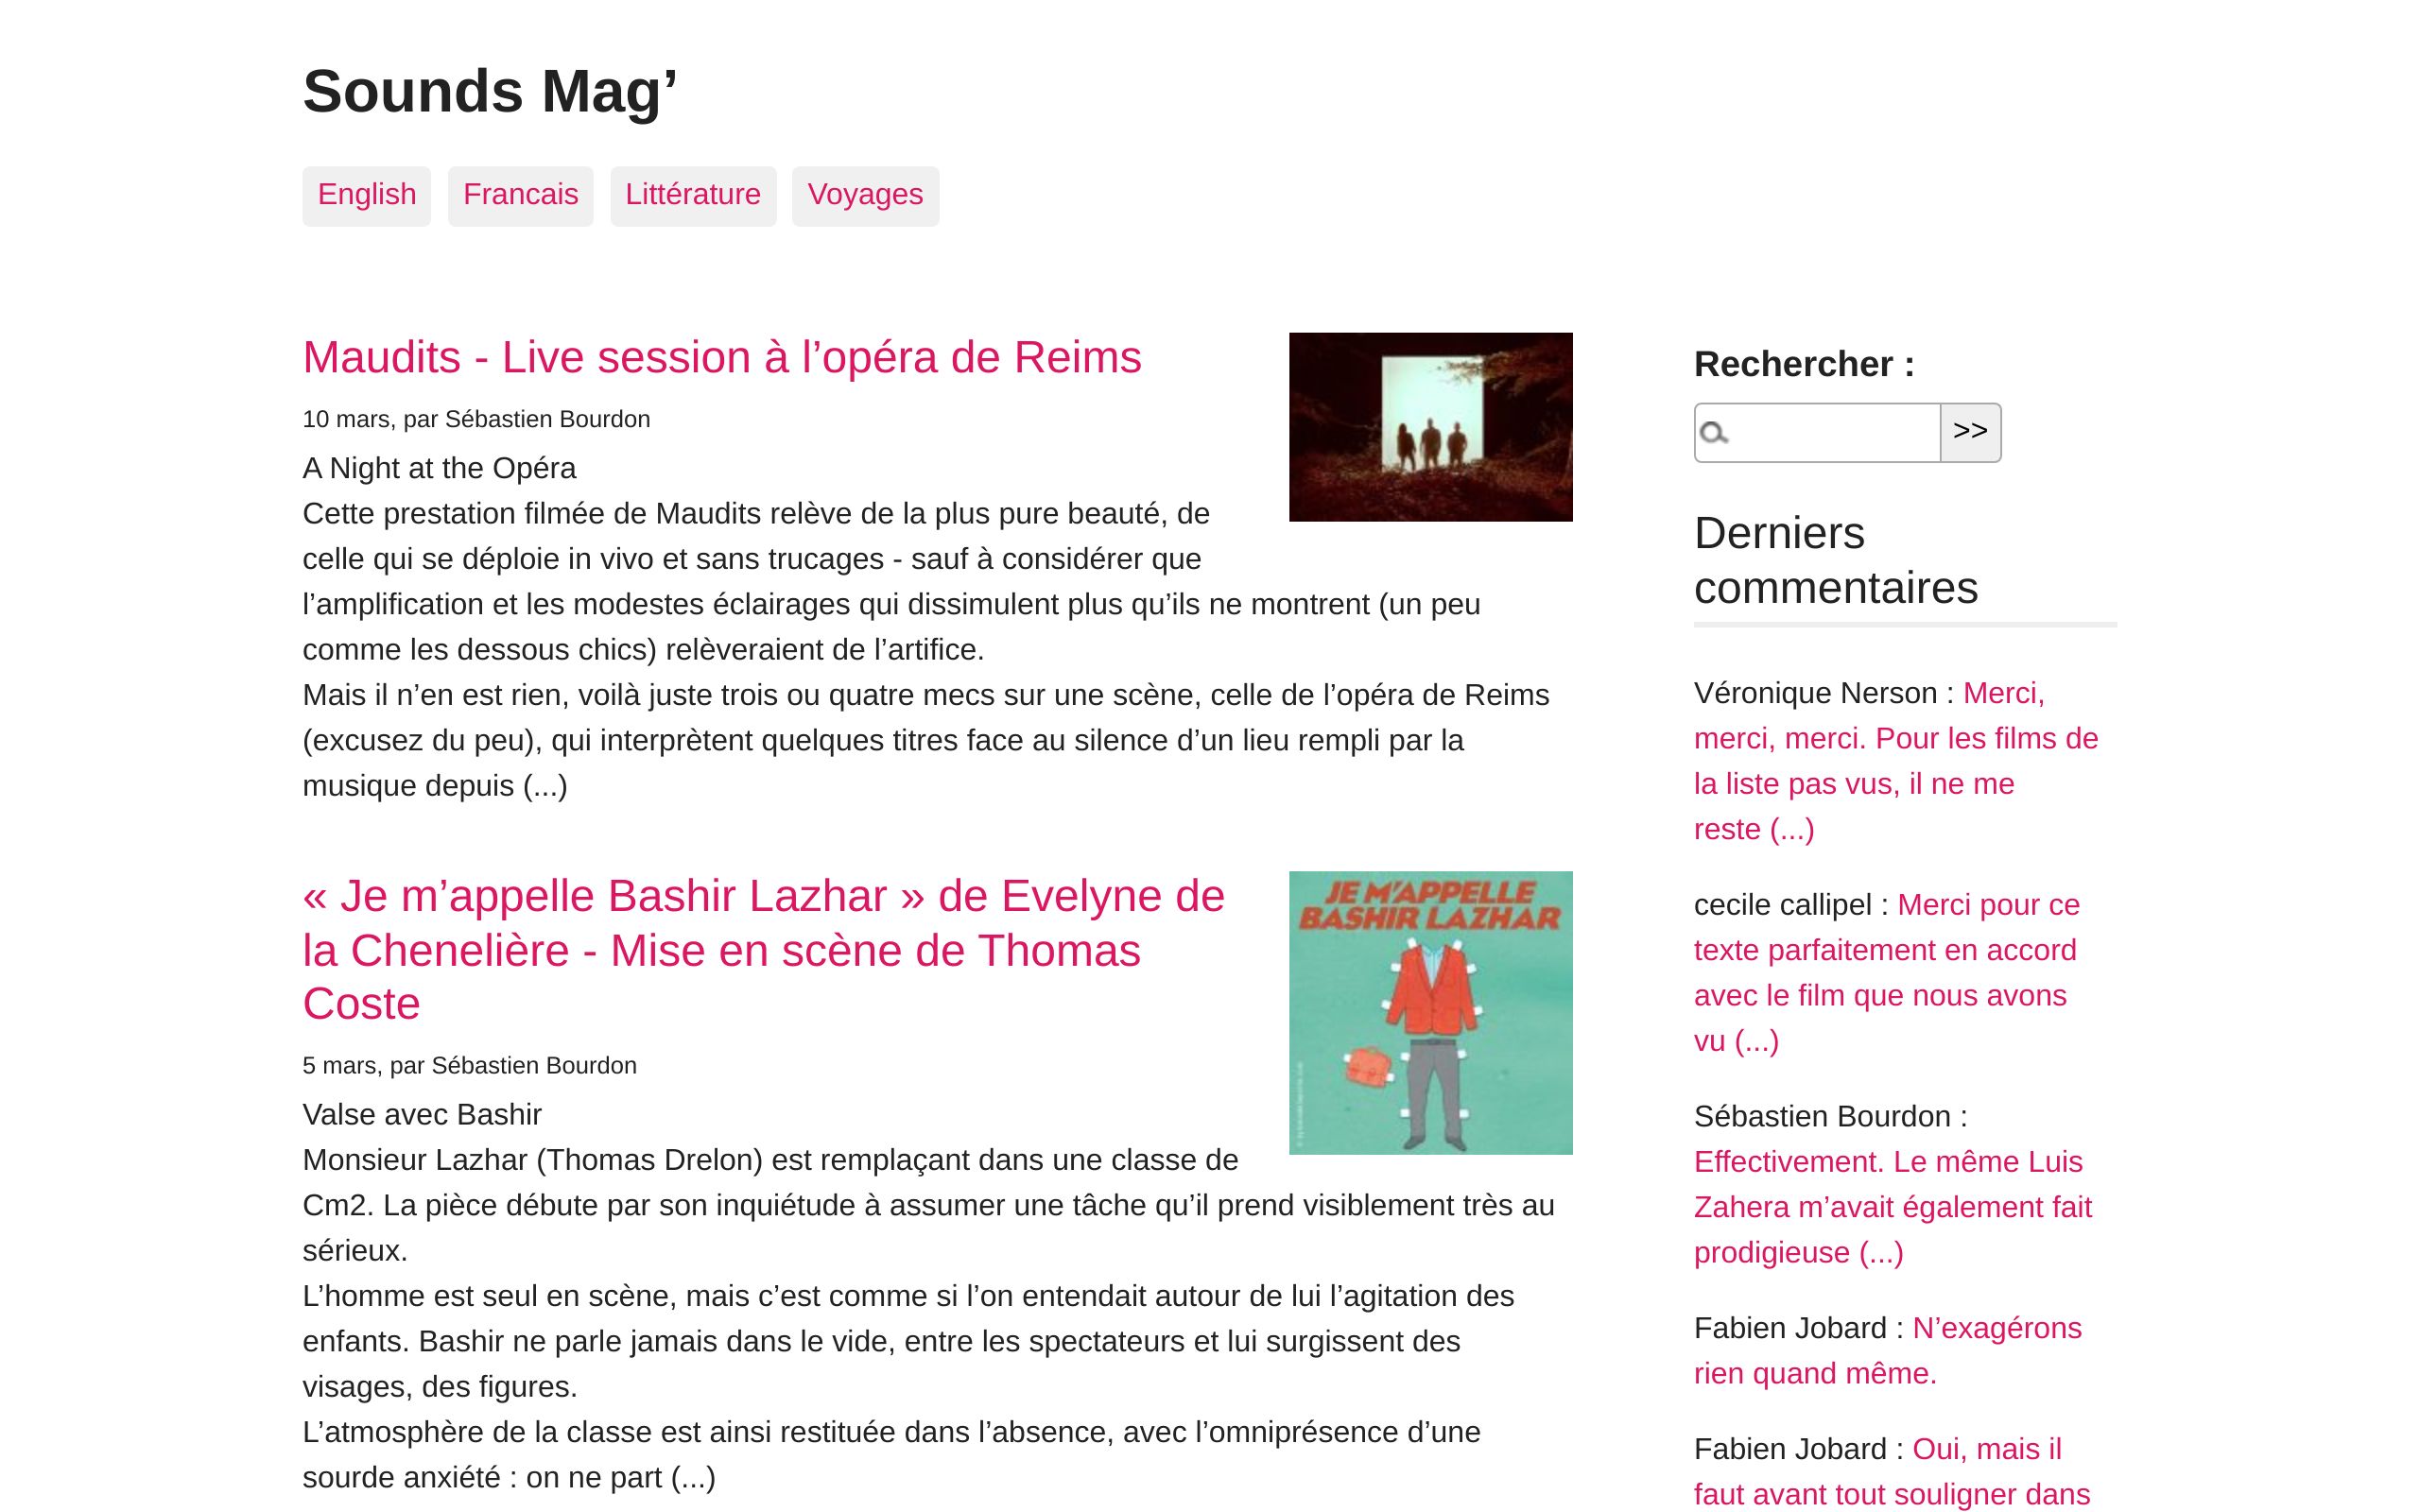 Sounds Mag’
English
Francais
Littérature
Voyages
Maudits - Live session à l’opéra de Reims
10 mars, par Sébastien Bourdon
A Night at the Opéra
Cette prestation filmée de Maudits relève de la plus pure beauté, de
celle qui se déploie in vivo et sans trucages - sauf à considérer que
l’amplification et les modestes éclairages qui dissimulent plus qu’ils ne montrent (un peu
comme les dessous chics) relèveraient de l’artifice.
Mais il n’en est rien, voilà juste trois ou quatre mecs sur une scène, celle de l’opéra de Reims
(excusez du peu), qui interprètent quelques titres face au silence d’un lieu rempli par la
musique depuis (...)
« Je m’appelle Bashir Lazhar » de Evelyne de
la Chenelière - Mise en scène de Thomas
Coste
JE M’APPELLE
BASHIR LAZHAR
5 mars, par Sébastien Bourdon
Valse avec Bashir
Monsieur Lazhar (Thomas Drelon) est remplaçant dans une classe de
Cm2. La pièce débute par son inquiétude à assumer une tâche qu’il prend visiblement très au
sérieux.
L’homme est seul en scène, mais c’est comme si l’on entendait autour de lui l’agitation des
enfants. Bashir ne parle jamais dans le vide, entre les spectateurs et lui surgissent des
visages, des figures.
L’atmosphère de la classe est ainsi restituée dans l’absence, avec l’omniprésence d’une
sourde anxiété : on ne part (...)
Rechercher :
>>
Derniers
commentaires
Véronique Nerson : Merci,
merci, merci. Pour les films de
la liste pas vus, il ne me
reste (...)
cecile callipel : Merci pour ce
texte parfaitement en accord
avec le film que nous avons
vu (...)
Sébastien Bourdon :
Effectivement. Le même Luis
Zahera m’avait également fait
prodigieuse (...)
Fabien Jobard : N’exagérons
rien quand même.
Fabien Jobard : Oui, mais il
faut avant tout souligner dans